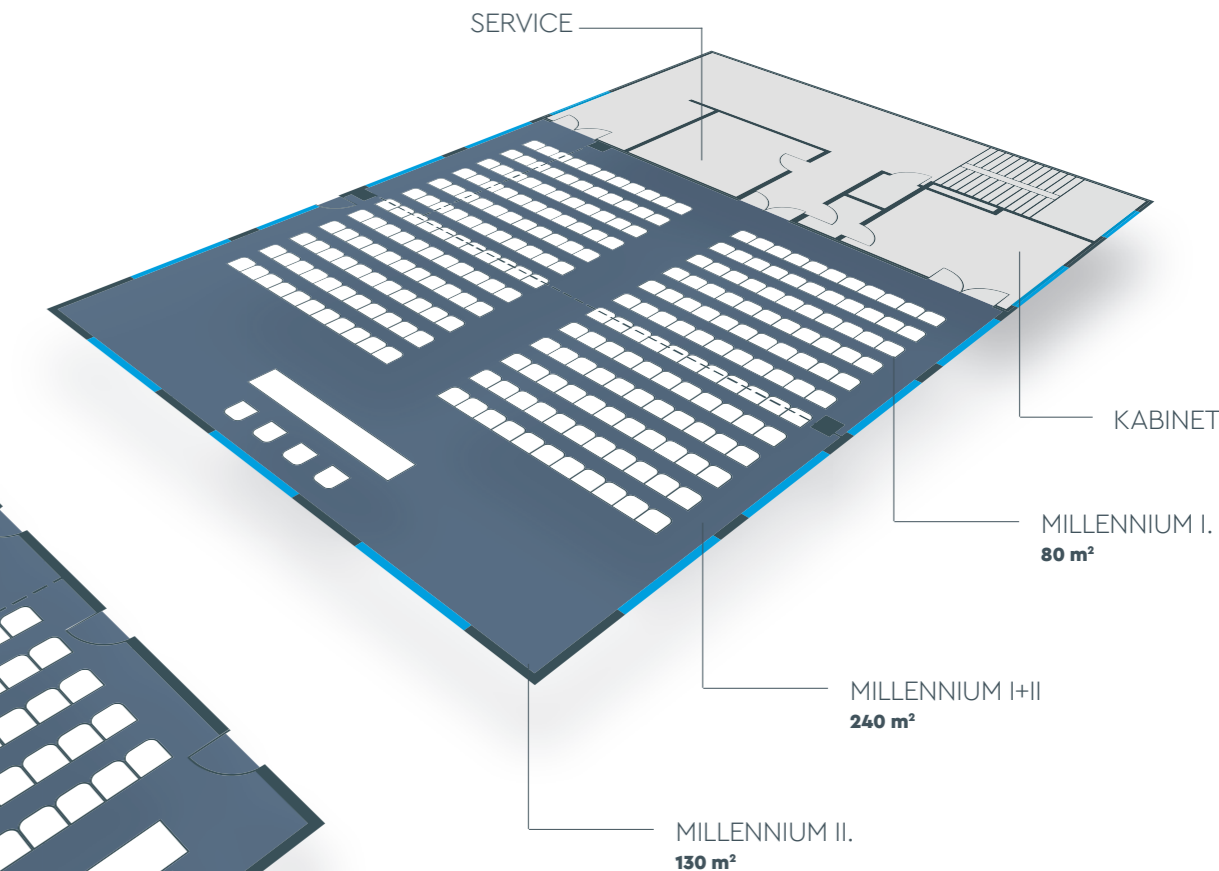 SERVICE
KABINET
MILLENNIUM I.
80 m²
MILLENNIUM I+II
240 m²
MILLENNIUM II.
130 m²